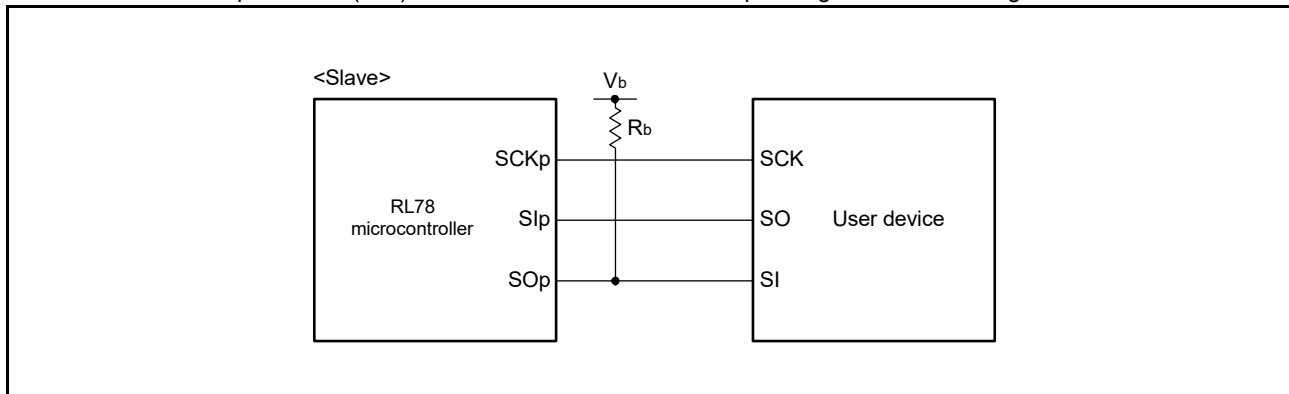 <Slave>
Vb
Rb
SCKp
SCK
RL78
microcontroller
SIp
SO
User device
SOp
SI